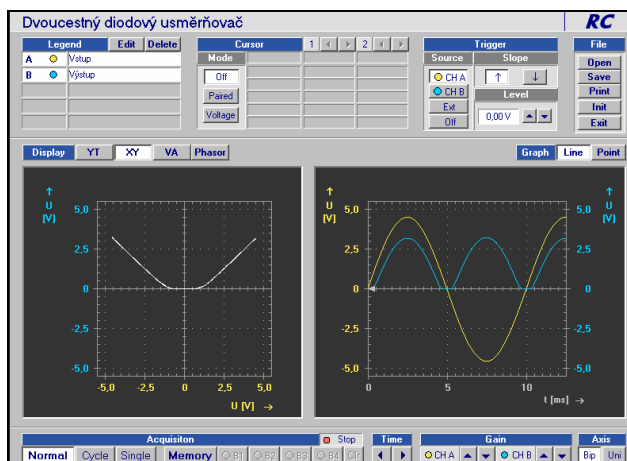 Dvoucestný diodový usměrňovač RC
Legend Edit Delete
A Vstup
B Výstup
Cursor 1 2
Mode
Off
Paired
Voltage
Trigger
Source Slope
CH A ↑ ↓
CH B
Ext Level
Off 0,00 V
File
Open
Save
Print
Init
Exit
Display YT XY VA Phasor
Graph Line Point
↑
U
[V]
5,0
2,5
0
-2,5
-5,0
-5,0 -2,5 0 2,5 5,0
U [V] →
↑
U
[V]
5,0
2,5
0
-2,5
-5,0
↑
U
[V]
5,0
2,5
0
-2,5
-5,0
0 5 10
t [ms] →
Acquisiton Stop
Normal Cycle Single Memory B1 B2 B3 B4 Clr
Time
Gain
CH A CH B
Axis
Bip Uni